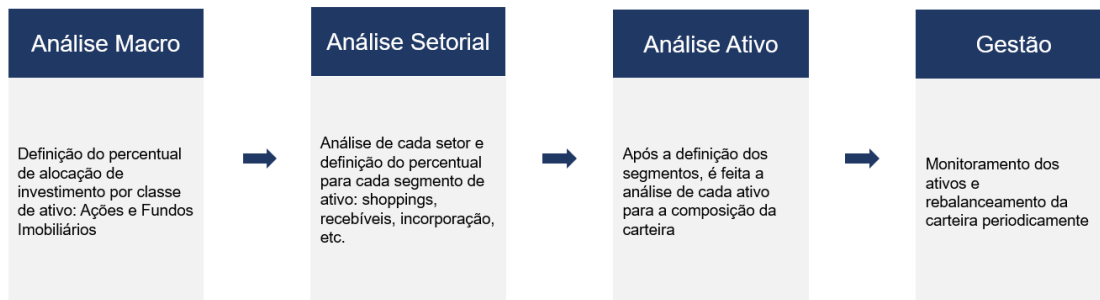 Análise Macro
Definição do percentual
de alocação de
investimento por classe
de ativo: Ações e Fundos
Imobiliários
Análise Setorial
Análise de cada setor e
definição do percentual
para cada segmento de
ativo: shoppings,
recebíveis, incorporação,
etc.
Análise Ativo
Após a definição dos
segmentos, é feita a
análise de cada ativo
para a composição da
carteira
Gestão
Monitoramento dos
ativos e
rebalanceamento da
carteira periodicamente